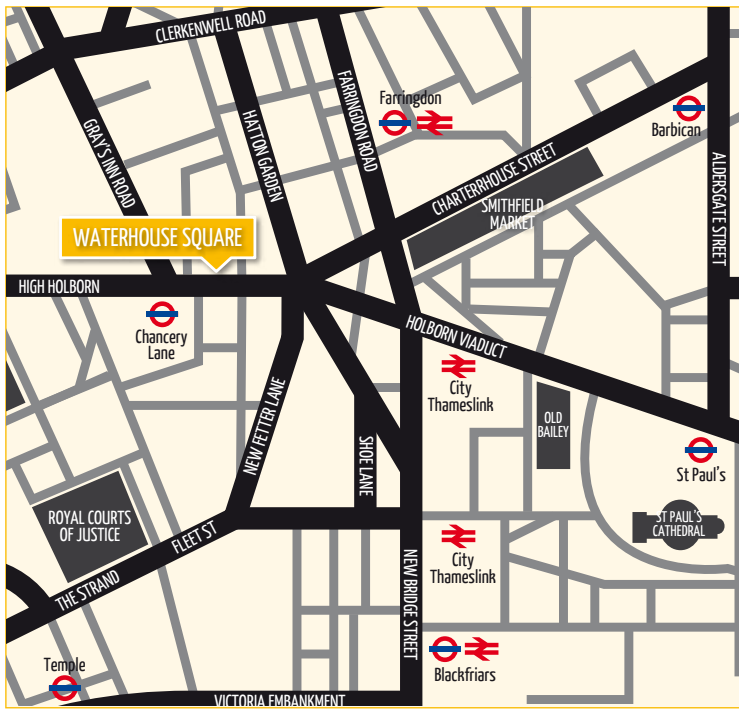 CLERKENWELL ROAD
GRAY'S INN ROAD
HATTON GARDEN
FARRINGDON ROAD
Farringdon
Barbican
CHARTERRHOUSE STREET
SMITHFIELD
MARKET
ALDERSGATE STREET
WATERHOUSE SQUARE
HIGH HOLBORN
Chancery
Lane
HOLBORN VIADUCT
City
Thameslink
OLD
BAILEY
NEW FETTER LANE
SHOE LANE
St Paul's
ROYAL COURTS
OF JUSTICE
FLEET ST
ST PAUL'S
CATHEDRAL
THE STRAND
City
Thameslink
NEW BRIDGE STREET
Temple
Blackfriars
VICTORIA EMBANKMENT